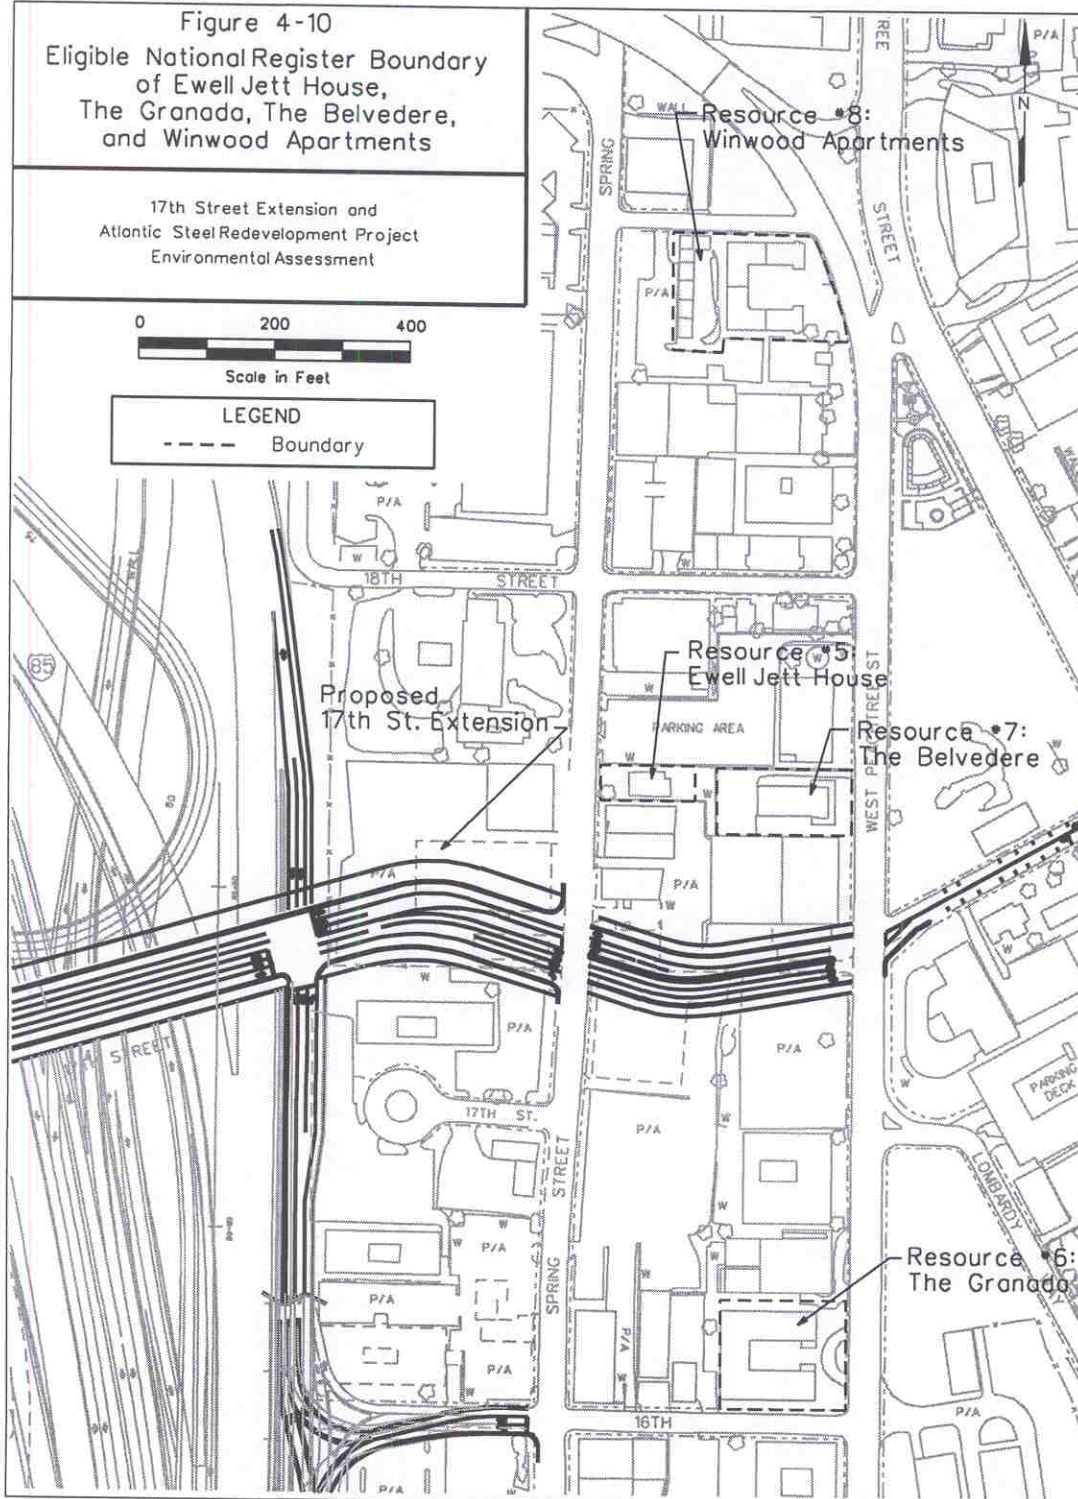 Figure 4-10
Eligible National Register Boundary
of Ewell Jett House,
The Granada, The Belvedere,
and Winwood Apartments
17th Street Extension and
Atlantic Steel Redevelopment Project
Environmental Assessment
0 200 400
Scale in Feet
LEGEND
Boundary
N
P/A
WALL
Resource #8:
Winwood Apartments
SPRING
STREET
P/A
P/A
W
W
18TH STREET
85
Resource #5:
Ewell Jett House
W
W
Proposed
17th St. Extension
PARKING AREA
Resource #7:
The Belvedere
W
W
W
W
P/A
P/A
W
W
W
17TH STREET
P/A
P/A
W
PARKING
DECK
17TH ST.
P/A
SPRING STREET
LOMBARDY
W
W
W
P/A
W
W
Resource #6:
The Granada
P/A
P/A
P/A
W
W
W
16TH
P/A
P/A